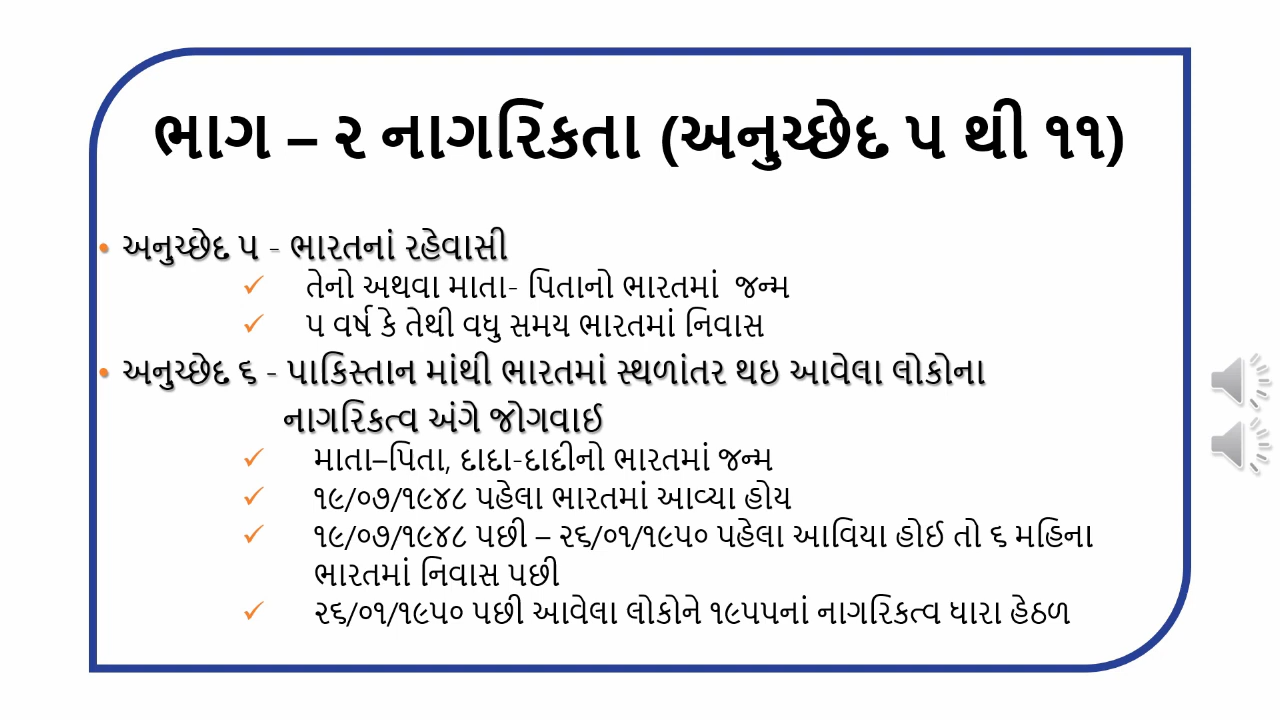 ભાગ – ૨ નાગરિકતા (અનુચ્છેદ ૫ થી ૧૧)
• અનુચ્છેદ ૫ - ભારતનાં રહેવાસી
✓ તેનો અથવા માતા- પિતાનો ભારતમાં જન્મ
✓ ૫ વર્ષ કે તેથી વધુ સમય ભારતમાં નિવાસ
• અનુચ્છેદ ૬ - પાકિસ્તાન માંથી ભારતમાં સ્થળાંતર થઇ આવેલા લોકોના
નાગરિકત્વ અંગે જોગવાઈ
✓ માતા–પિતા, દાદા-દાદીનો ભારતમાં જન્મ
✓ ૧૯/૦૭/૧૯૪૮ પહેલા ભારતમાં આવ્યા હોય
✓ ૧૯/૦૭/૧૯૪૮ પછી – ૨૬/૦૧/૧૯૫૦ પહેલા આવિયા હોઈ તો ૬ મહિના
ભારતમાં નિવાસ પછી
✓ ૨૬/૦૧/૧૯૫૦ પછી આવેલા લોકોને ૧૯૫૫નાં નાગરિકત્વ ધારા હેઠળ